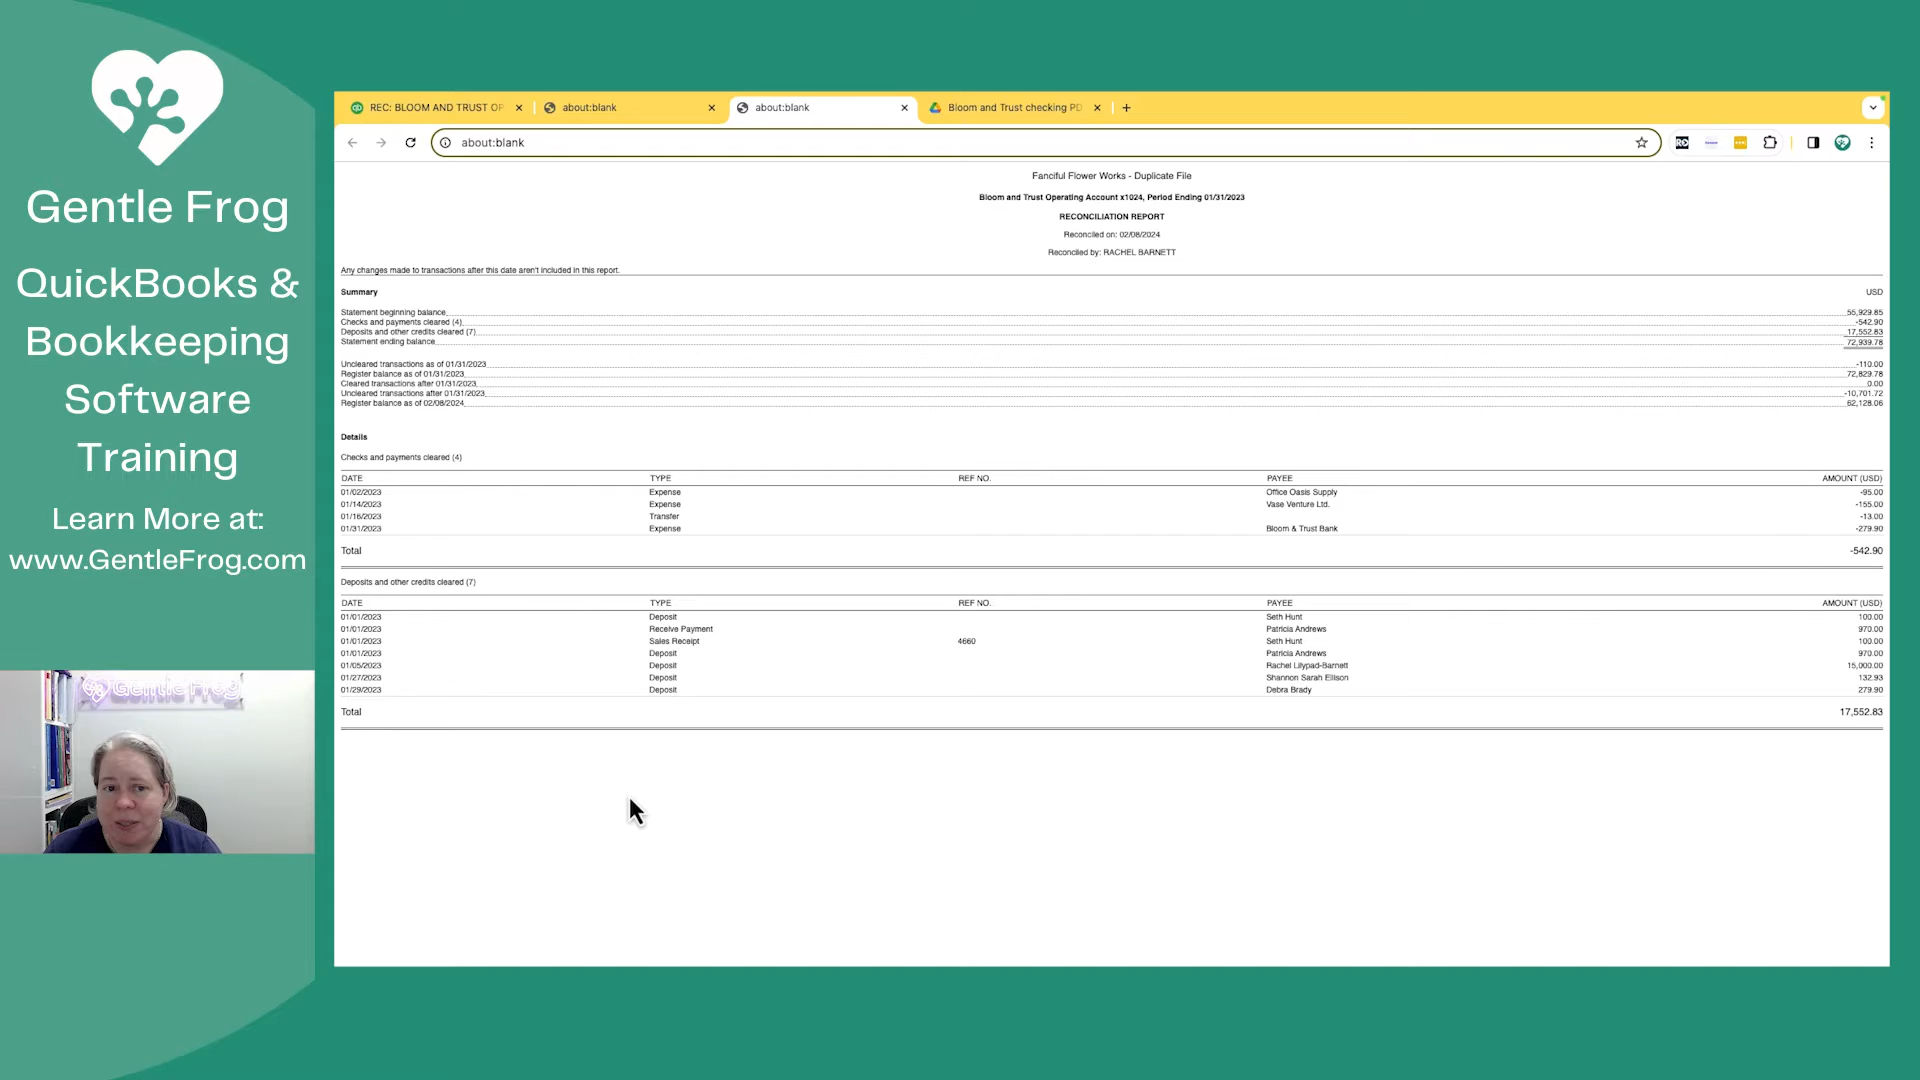 Gentle Frog
QuickBooks &
Bookkeeping
Software
Training
Learn More at:
www.GentleFrog.com
Gentle Frog
REC: BLOOM AND TRUST OP
about:blank
about:blank
Bloom and Trust checking PD
about:blank
Fanciful Flower Works - Duplicate File
Bloom and Trust Operating Account x1024, Period Ending 01/31/2023
RECONCILIATION REPORT
Reconciled on: 02/08/2024
Reconciled by: RACHEL BARNETT
Any changes made to transactions after this date aren't included in this report.
Summary USD
Statement beginning balance 55,929.85
Checks and payments cleared (4) -542.90
Deposits and other credits cleared (7) 17,552.83
Statement ending balance 72,939.78
Uncleared transactions as of 01/31/2023 -110.00
Register balance as of 01/31/2023 72,829.78
Cleared transactions after 01/31/2023 0.00
Uncleared transactions after 01/31/2023 -10,701.72
Register balance as of 02/08/2024 62,128.06
Details
Checks and payments cleared (4)
DATE TYPE REF NO. PAYEE AMOUNT (USD)
01/02/2023 Expense Office Oasis Supply -95.00
01/14/2023 Expense Vase Venture Ltd. -155.00
01/16/2023 Transfer -13.00
01/31/2023 Expense Bloom & Trust Bank -279.90
Total -542.90
Deposits and other credits cleared (7)
DATE TYPE REF NO. PAYEE AMOUNT (USD)
01/01/2023 Deposit Seth Hunt 100.00
01/01/2023 Receive Payment Patricia Andrews 970.00
01/01/2023 Sales Receipt 4660 Seth Hunt 100.00
01/01/2023 Deposit Patricia Andrews 970.00
01/05/2023 Deposit Rachel Lilypad-Barnett 15,000.00
01/27/2023 Deposit Shannon Sarah Ellison 132.93
01/29/2023 Deposit Debra Brady 279.90
Total 17,552.83